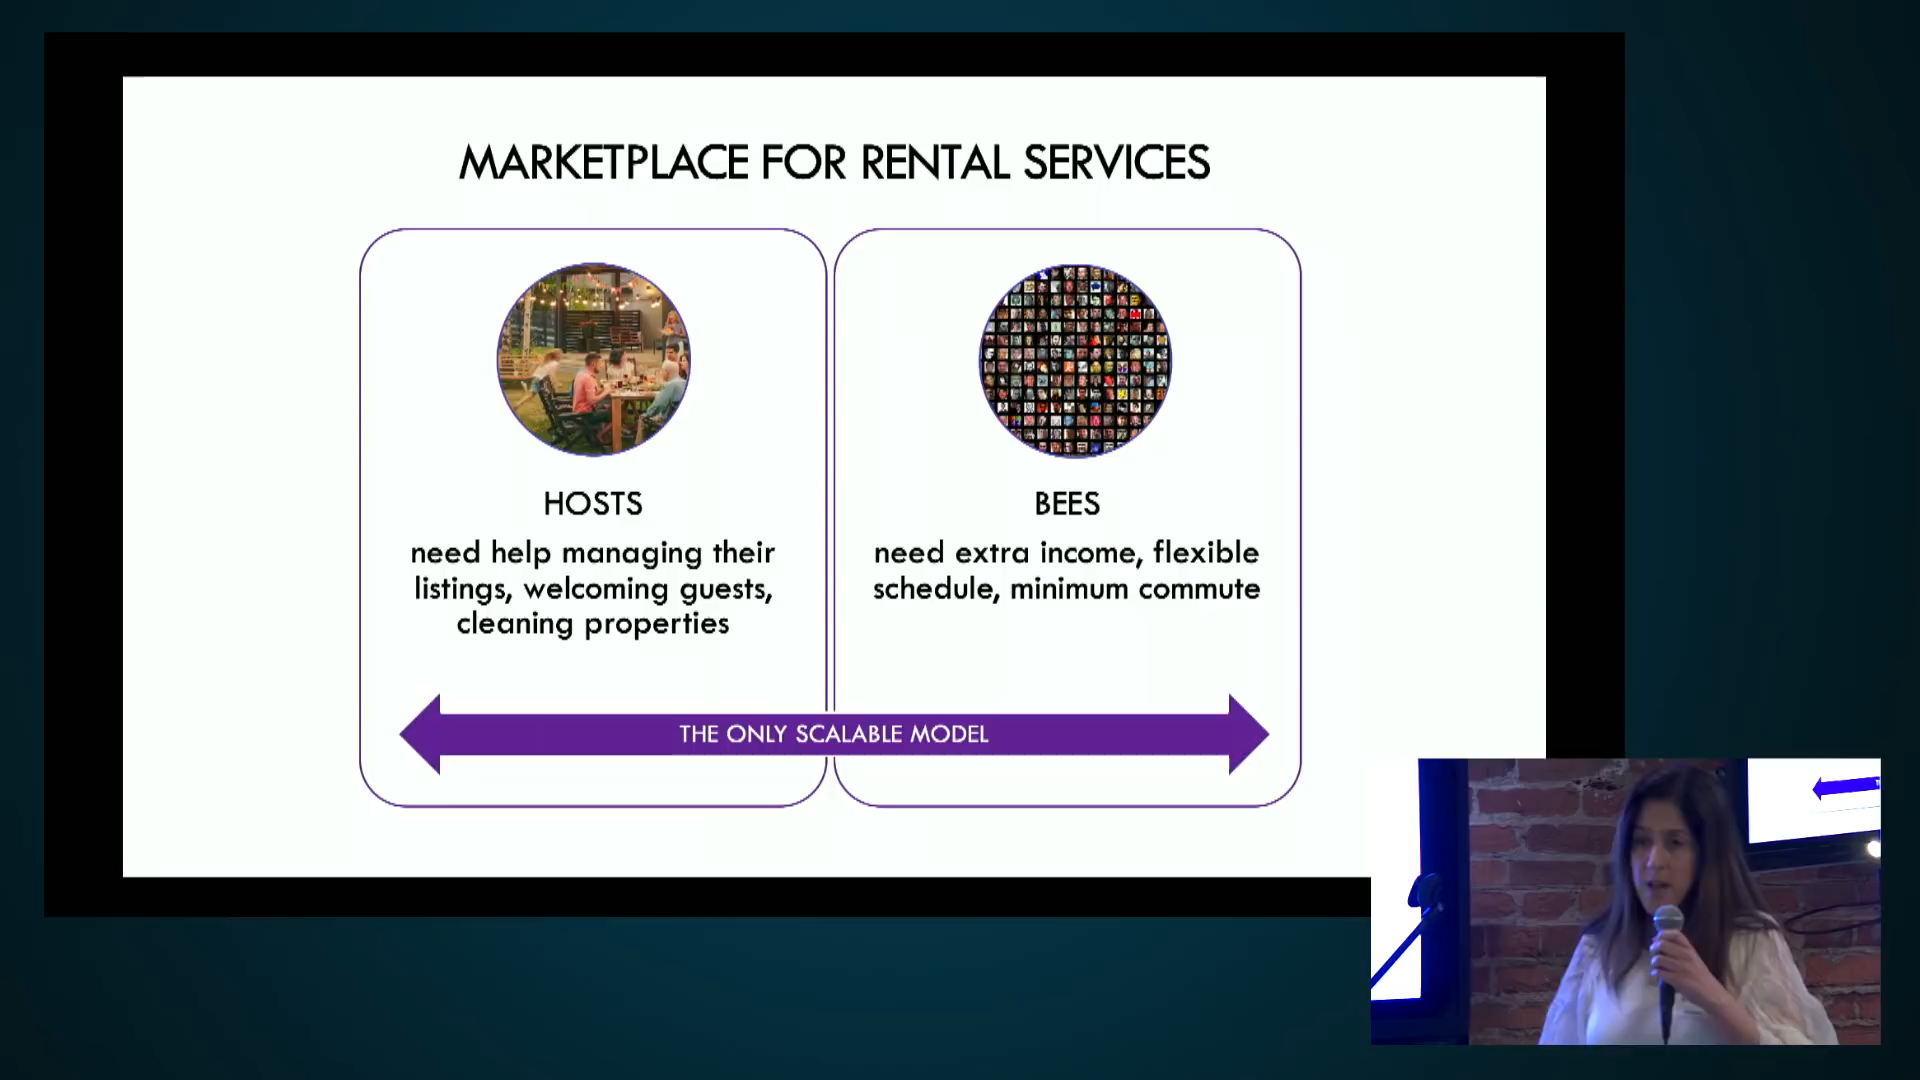 MARKETPLACE FOR RENTAL SERVICES
HOSTS
need help managing their
listings, welcoming guests,
cleaning properties
BEES
need extra income, flexible
schedule, minimum commute
THE ONLY SCALABLE MODEL